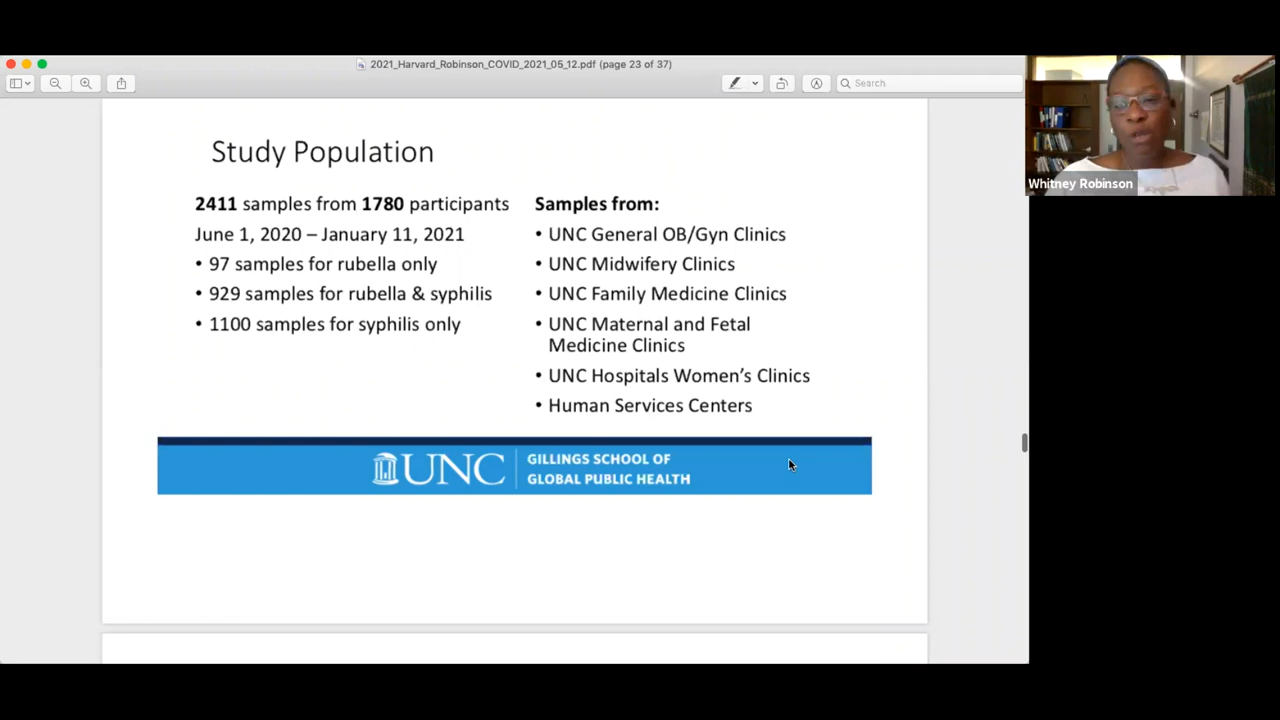 2021_Harvard_Robinson_COVID_2021_05_12.pdf (page 23 of 37)
Search
Study Population
2411 samples from 1780 participants
June 1, 2020 – January 11, 2021
• 97 samples for rubella only
• 929 samples for rubella & syphilis
• 1100 samples for syphilis only
Samples from:
• UNC General OB/Gyn Clinics
• UNC Midwifery Clinics
• UNC Family Medicine Clinics
• UNC Maternal and Fetal
Medicine Clinics
• UNC Hospitals Women’s Clinics
• Human Services Centers
UNC
GILLINGS SCHOOL OF
GLOBAL PUBLIC HEALTH
Whitney Robinson